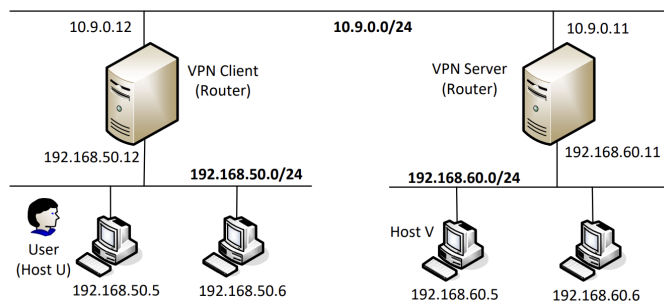 10.9.0.12
10.9.0.0/24
10.9.0.11
VPN Client
(Router)
VPN Server
(Router)
192.168.50.12
192.168.60.11
192.168.50.0/24
192.168.60.0/24
User
(Host U)
Host V
192.168.50.5
192.168.50.6
192.168.60.5
192.168.60.6